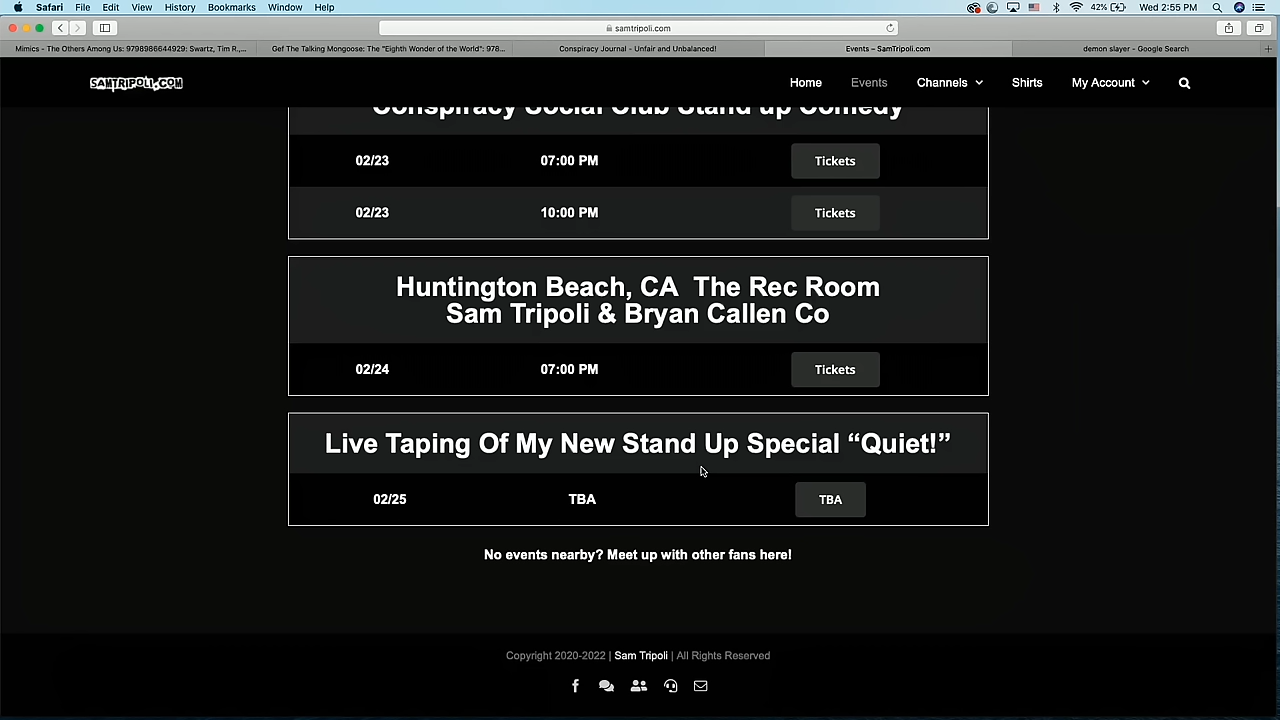 Safari File Edit View History Bookmarks Window Help 42% Wed 2:55 PM
samtripoli.com
Mimics - The Others Among Us: 9798986644929: Swartz, Tim R.,... Gef The Talking Mongoose: The "Eighth Wonder of the World": 978... Conspiracy Journal - Unfair and Unbalanced! Events – SamTripoli.com demon slayer - Google Search
SAMTRIPOLI.COM Home Events Channels Shirts My Account
Conspiracy Social Club Stand up Comedy
02/23 07:00 PM Tickets
02/23 10:00 PM Tickets
Huntington Beach, CA The Rec Room
Sam Tripoli & Bryan Callen Co
02/24 07:00 PM Tickets
Live Taping Of My New Stand Up Special “Quiet!”
02/25 TBA TBA
No events nearby? Meet up with other fans here!
Copyright 2020-2022 | Sam Tripoli | All Rights Reserved